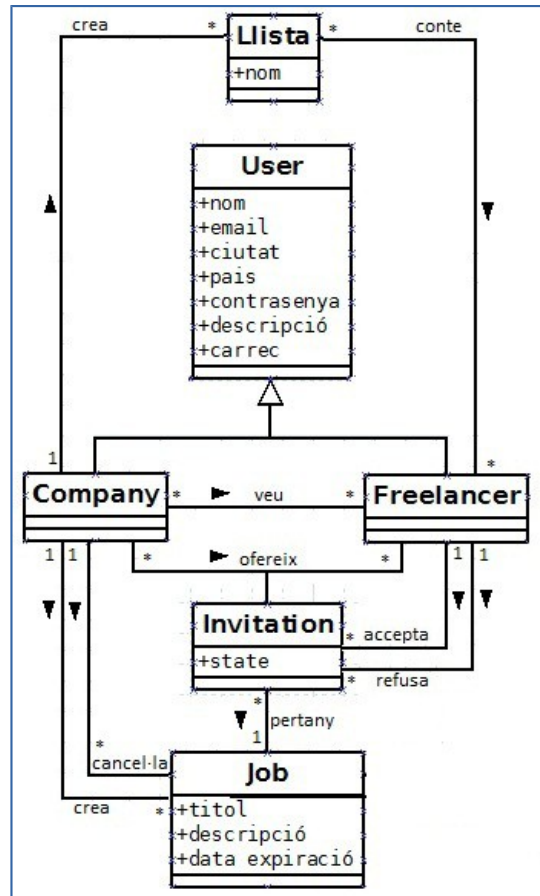 crea
*
*
conte
Llista
+nom
User
+nom
+email
+ciutat
+pais
+contrasenya
+descripció
+carrec
1
*
Company
*
veu
*
Freelancer
1
1
*
ofereix
*
1
1
Invitation
+state
*
accepta
*
refusa
*
pertany
1
*
cancel·la
Job
crea
*
+titol
+descripció
+data expiració